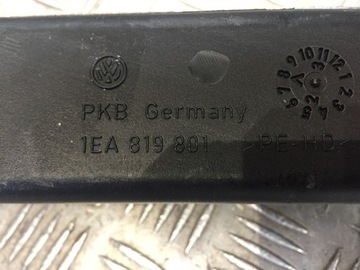 PKB Germany
1EA 819 801 >PE-HD<